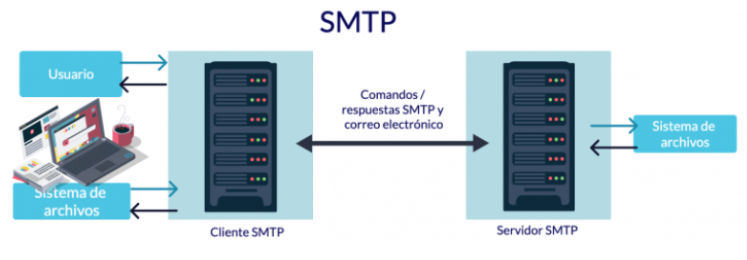 SMTP
Usuario
Comandos /
respuestas SMTP y
correo electrónico
Sistema de
archivos
Sistema de
archivos
Cliente SMTP
Servidor SMTP